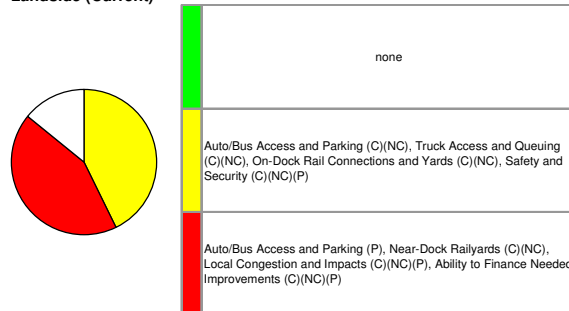 Landside (Current)
none
Auto/Bus Access and Parking (C)(NC), Truck Access and Queuing
(C)(NC), On-Dock Rail Connections and Yards (C)(NC), Safety and
Security (C)(NC)(P)
Auto/Bus Access and Parking (P), Near-Dock Railyards (C)(NC),
Local Congestion and Impacts (C)(NC)(P), Ability to Finance Needed
Improvements (C)(NC)(P)